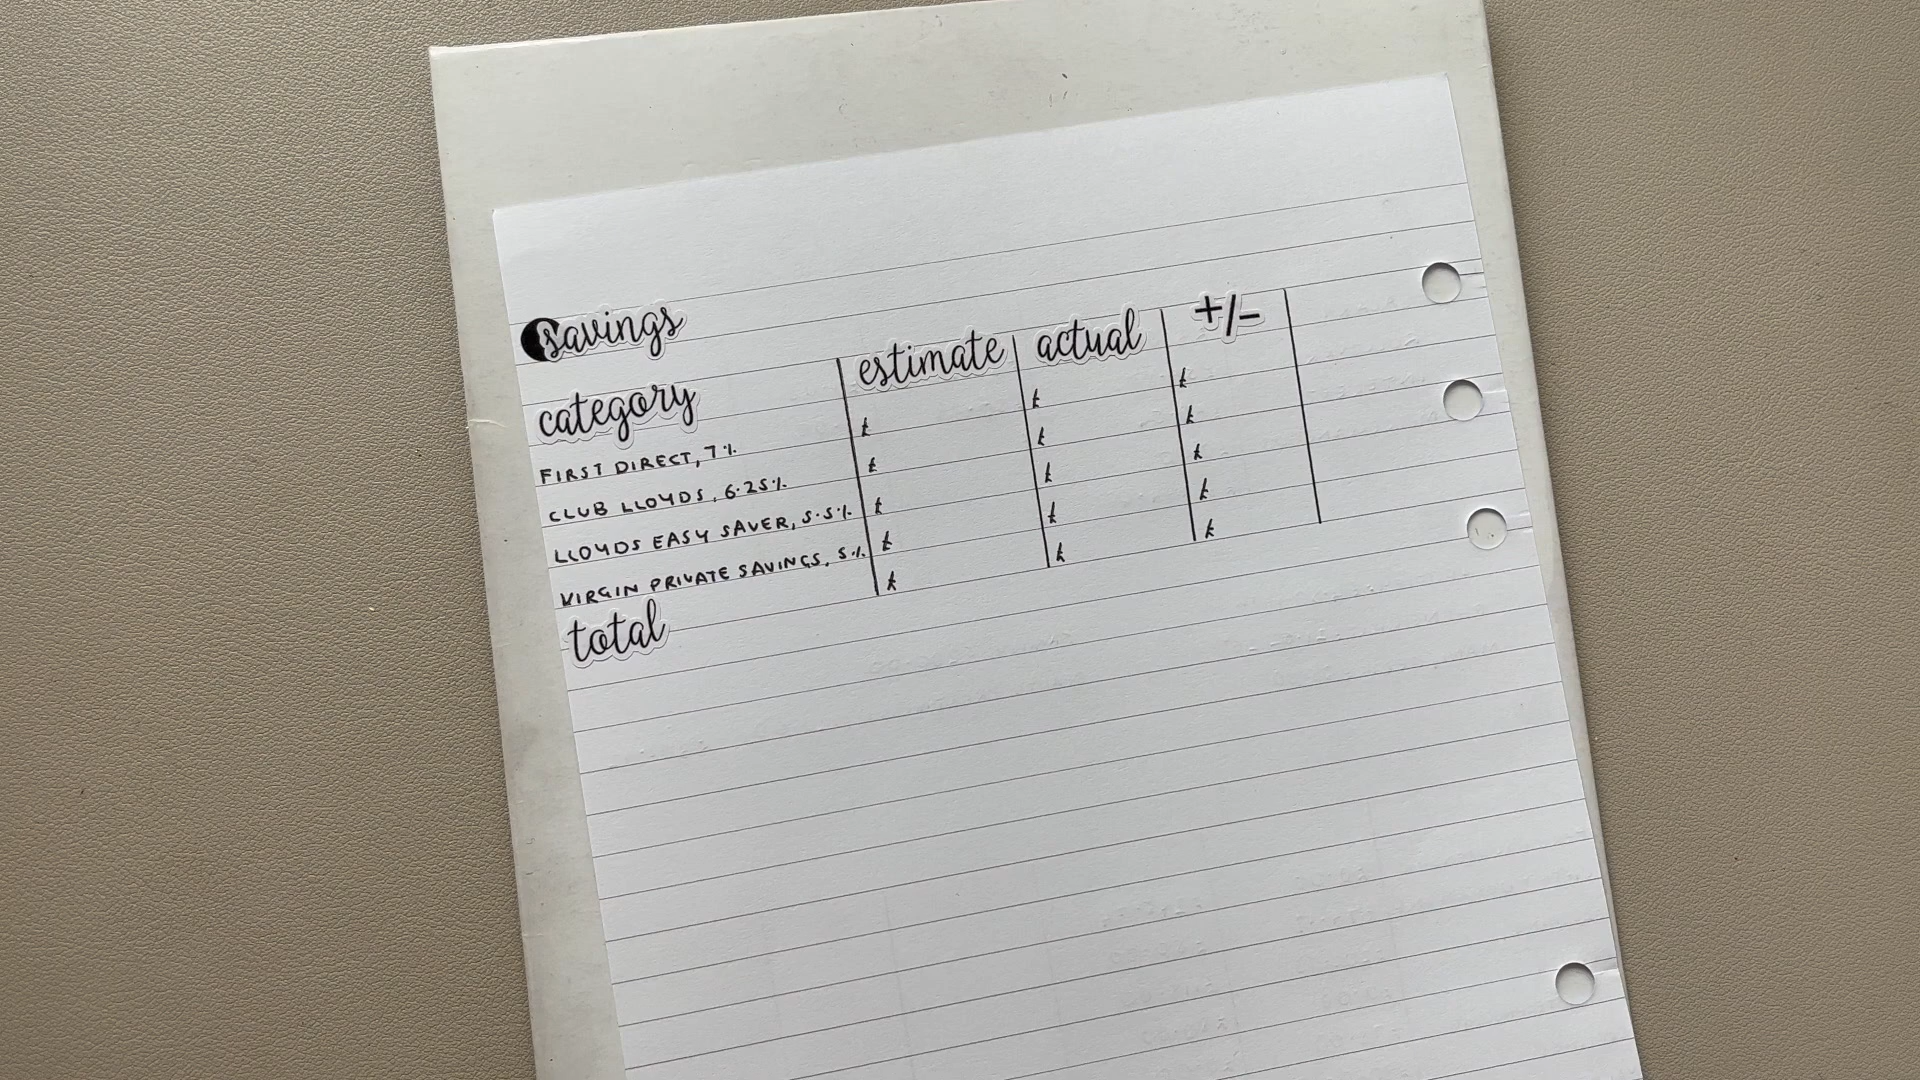 savings
category estimate actual +/-
FIRST DIRECT, 7% £ £ £
CLUB LLOYDS, 6.25% £ £ £
LLOYDS EASY SAVER, 5.5% £ £ £
VIRGIN PRIVATE SAVINGS, 5% £ £ £
total £ £ £